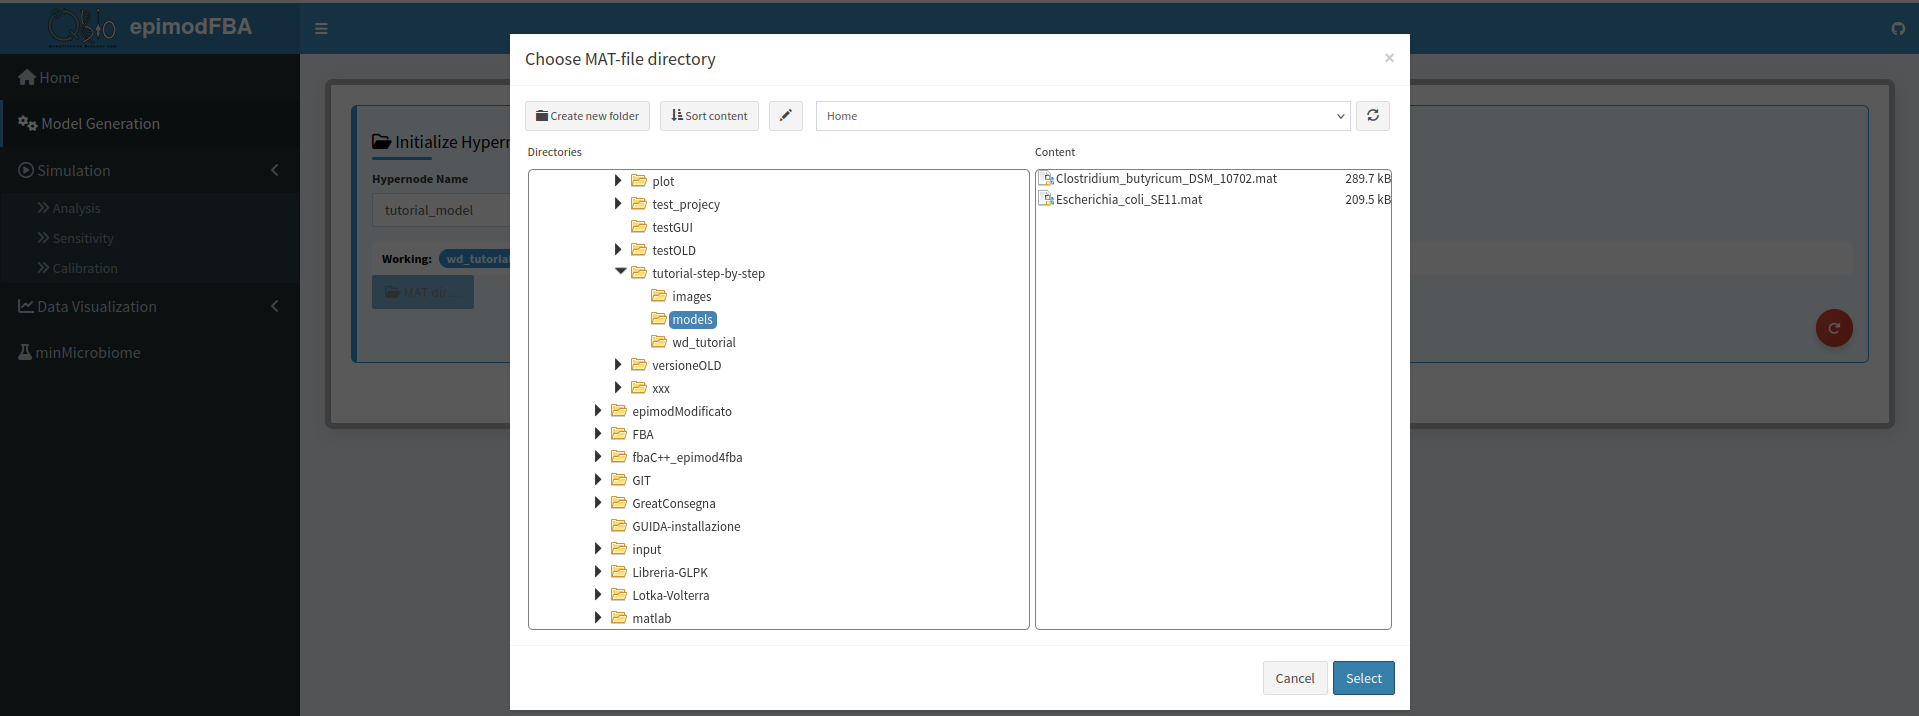 QBio epimodFBA
Home
Model Generation
Simulation
Analysis
Sensitivity
Calibration
Data Visualization
minMicrobiome
Initialize Hypern
Hypernode Name
tutorial_model
Working: wd_tutoria
MAT dir...
Choose MAT-file directory
×
Create new folder
Sort content
Home
Directories
plot
test_projecy
testGUI
testOLD
tutorial-step-by-step
images
models
wd_tutorial
versioneOLD
xxx
epimodModificato
FBA
fbaC++_epimod4fba
GIT
GreatConsegna
GUIDA-installazione
input
Libreria-GLPK
Lotka-Volterra
matlab
Content
Clostridium_butyricum_DSM_10702.mat 289.7 kB
Escherichia_coli_SE11.mat 209.5 kB
Cancel
Select